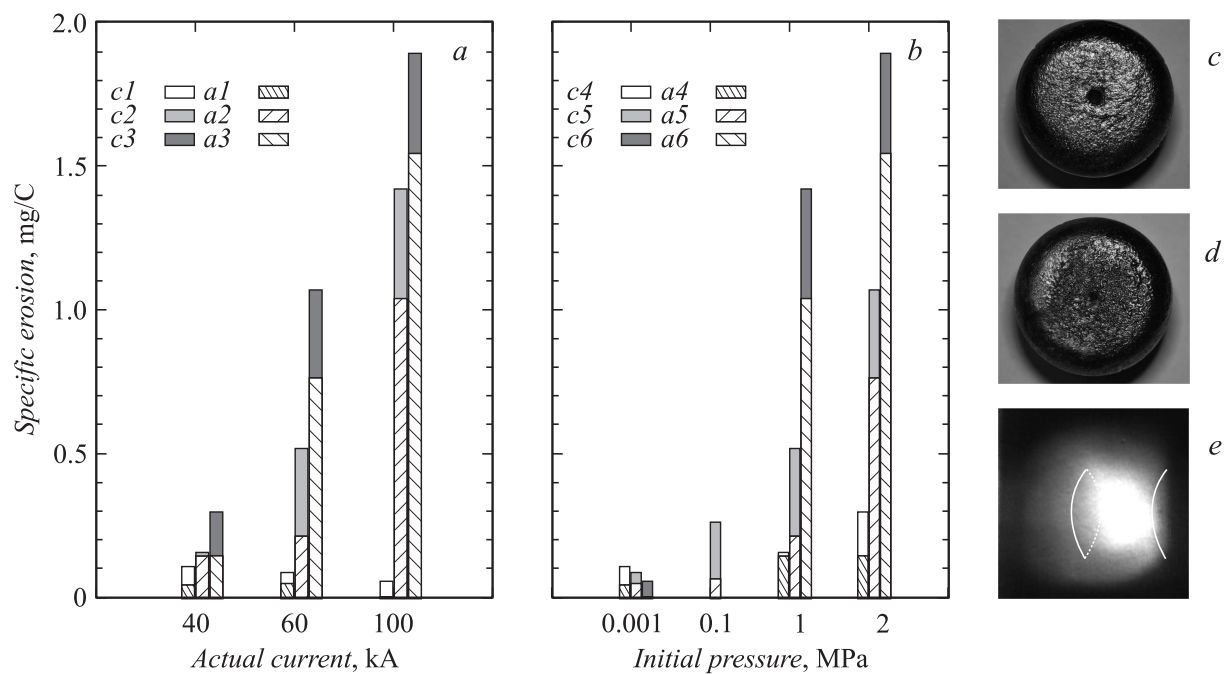 2.0
1.5
1.0
0.5
0
Specific erosion, mg/C
a
c1 a1
c2 a2
c3 a3
40 60 100
Actual current, kA
b
c4 a4
c5 a5
c6 a6
0.001 0.1 1 2
Initial pressure, MPa
c
d
e